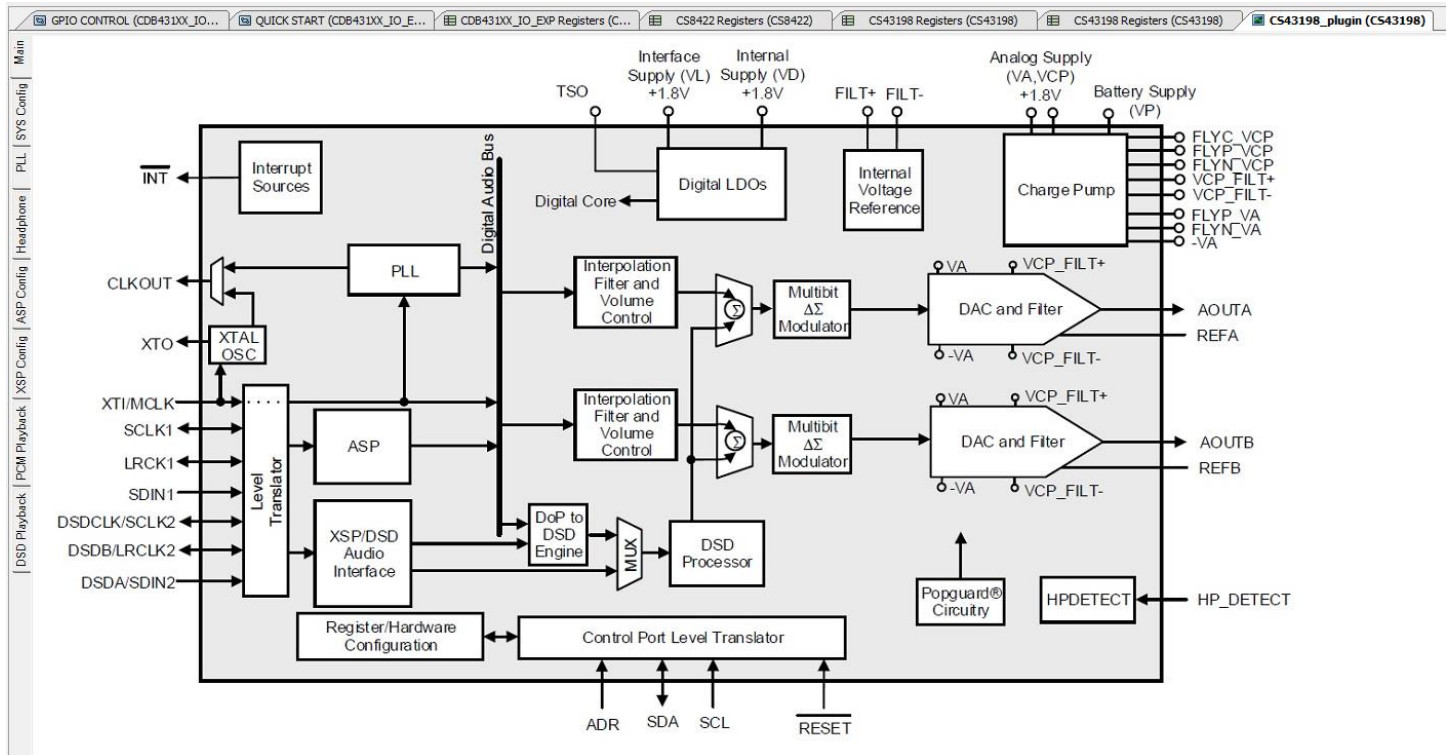 GPIO CONTROL (CDB431XX_IO...
QUICK START (CDB431XX_IO_E...
CDB431XX_IO_EXP Registers (C...
CS8422 Registers (CS8422)
CS43198 Registers (CS43198)
CS43198 Registers (CS43198)
CS43198_plugin (CS43198)
Main
SYS Config
PLL
Headphone
ASP Config
XSP Config
PCM Playback
DSD Playback
TSO
Interface
Supply (VL)
+1.8V
Internal
Supply (VD)
+1.8V
FILT+
FILT-
Analog Supply
(VA,VCP)
+1.8V
Battery Supply
(VP)
INT
Interrupt
Sources
Digital Audio Bus
Digital LDOs
Digital Core
Internal
Voltage
Reference
Charge Pump
FLYC_VCP
FLYP_VCP
FLYN_VCP
VCP_FILT+
VCP_FILT-
FLYP_VA
FLYN_VA
-VA
CLKOUT
PLL
Interpolation
Filter and
Volume
Control
Σ
Multibit
ΔΣ
Modulator
VA
VCP_FILT+
DAC and Filter
-VA
VCP_FILT-
AOUTA
REFA
XTO
XTAL
OSC
XTI/MCLK
SCLK1
LRCK1
SDIN1
DSDCLK/SCLK2
DSDB/LRCLK2
DSDA/SDIN2
Level
Translator
ASP
Interpolation
Filter and
Volume
Control
Σ
Multibit
ΔΣ
Modulator
VA
VCP_FILT+
DAC and Filter
-VA
VCP_FILT-
AOUTB
REFB
XSP/DSD
Audio
Interface
DoP to
DSD
Engine
MUX
DSD
Processor
Popguard®
Circuitry
HPDETECT
HP_DETECT
Register/Hardware
Configuration
Control Port Level Translator
ADR
SDA
SCL
RESET